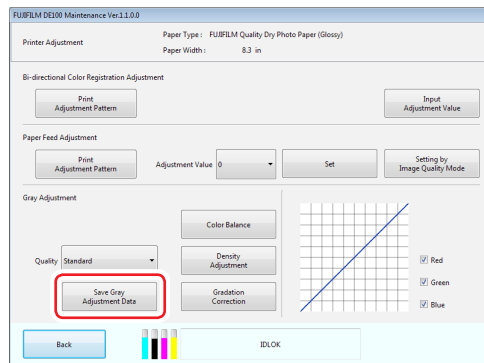 FUJIFILM DE100 Maintenance Ver.1.1.0.0
Printer Adjustment
Paper Type : FUJIFILM Quality Dry Photo Paper (Glossy)
Paper Width : 8.3 in
Bi-directional Color Registration Adjustment
Print
Adjustment Pattern
Input
Adjustment Value
Paper Feed Adjustment
Print
Adjustment Pattern
Adjustment Value 0
Set
Setting by
Image Quality Mode
Gray Adjustment
Color Balance
Quality Standard
Density
Adjustment
Red
Save Gray
Adjustment Data
Gradation
Correction
Green
Blue
Back
IDLOK